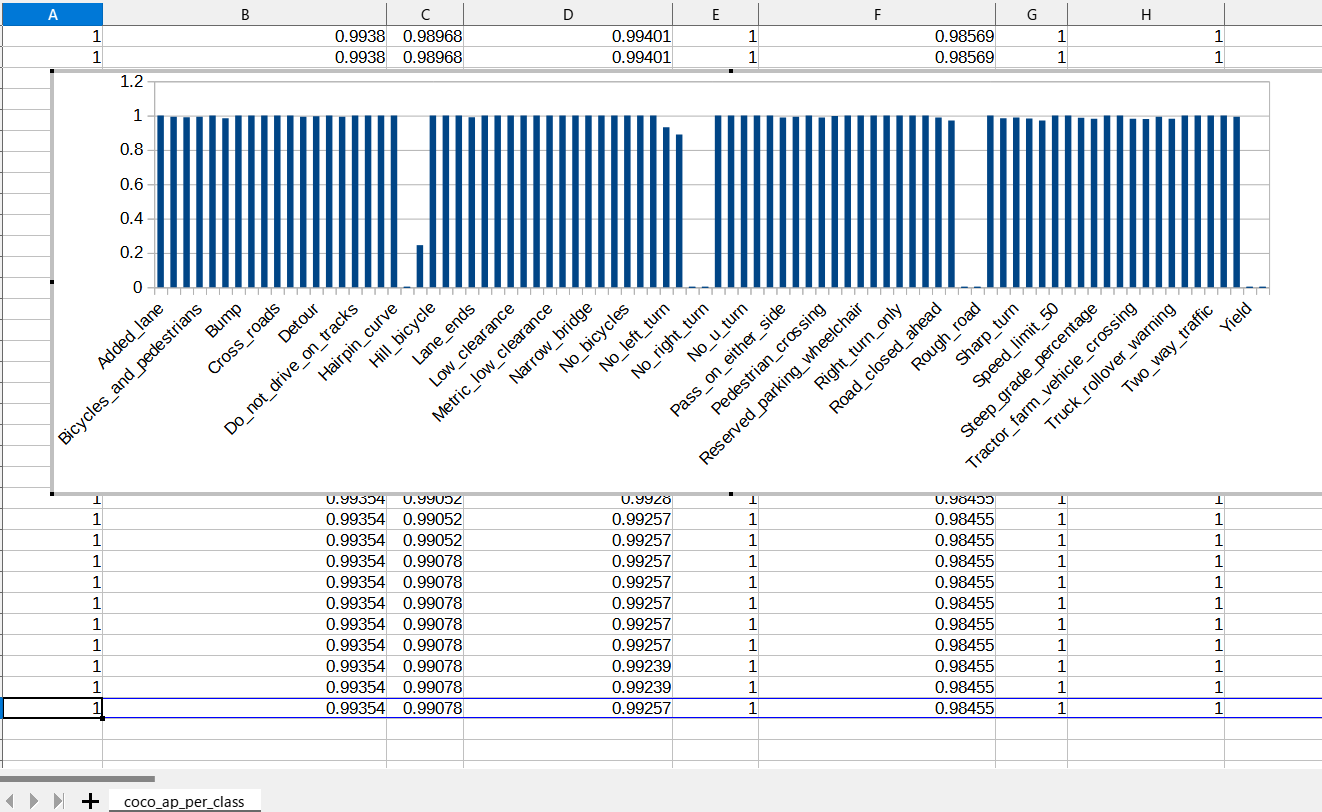 A B C D E F G H
1 0.9938 0.98968 0.99401 1 0.98569 1 1
1 0.9938 0.98968 0.99401 1 0.98569 1 1
1.2
1
0.8
0.6
0.4
0.2
0
Added_lane
Bicycles_and_pedestrians
Bump
Cross_roads
Detour
Do_not_drive_on_tracks
Hairpin_curve
Hill_bicycle
Lane_ends
Low_clearance
Metric_low_clearance
Narrow_bridge
No_bicycles
No_left_turn
No_right_turn
No_u_turn
Pass_on_either_side
Pedestrian_crossing
Reserved_parking_wheelchair
Right_turn_only
Road_closed_ahead
Rough_road
Sharp_turn
Speed_limit_50
Steep_grade_percentage
Tractor_farm_vehicle_crossing
Truck_rollover_warning
Two_way_traffic
Yield
1 0.99354 0.99052 0.9928 1 0.98455 1 1
1 0.99354 0.99052 0.99257 1 0.98455 1 1
1 0.99354 0.99052 0.99257 1 0.98455 1 1
1 0.99354 0.99078 0.99257 1 0.98455 1 1
1 0.99354 0.99078 0.99257 1 0.98455 1 1
1 0.99354 0.99078 0.99257 1 0.98455 1 1
1 0.99354 0.99078 0.99257 1 0.98455 1 1
1 0.99354 0.99078 0.99257 1 0.98455 1 1
1 0.99354 0.99078 0.99239 1 0.98455 1 1
1 0.99354 0.99078 0.99239 1 0.98455 1 1
1 0.99354 0.99078 0.99257 1 0.98455 1 1
coco_ap_per_class